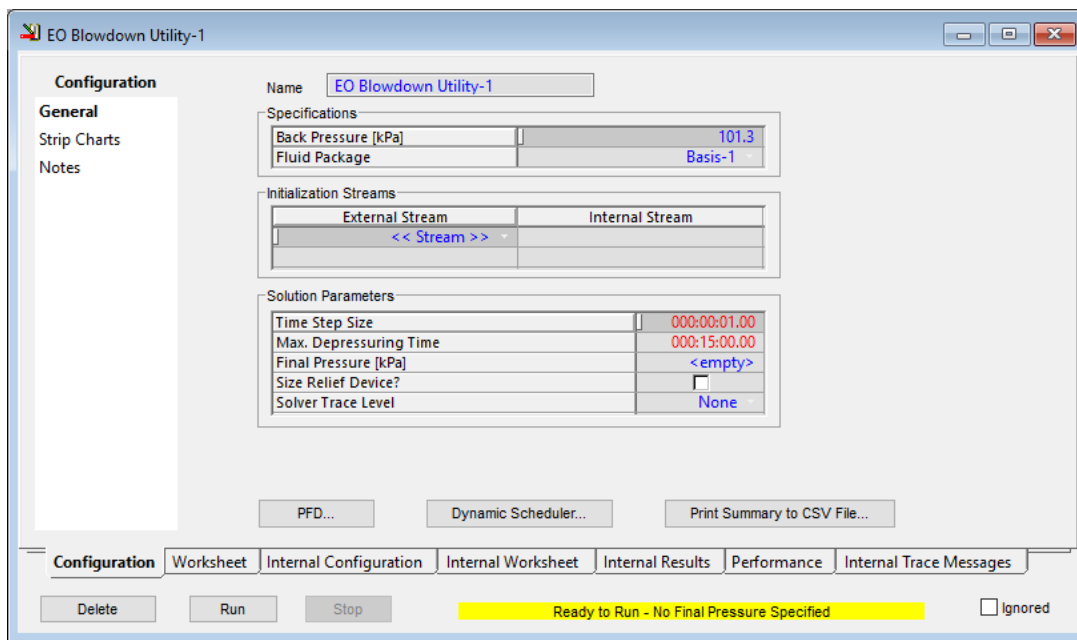 EO Blowdown Utility-1
Configuration
General
Strip Charts
Notes
Name EO Blowdown Utility-1
Specifications
Back Pressure [kPa] 101.3
Fluid Package Basis-1
Initialization Streams
External Stream Internal Stream
<< Stream >>
Solution Parameters
Time Step Size 000:00:01.00
Max. Depressuring Time 000:15:00.00
Final Pressure [kPa] <empty>
Size Relief Device?
Solver Trace Level None
PFD... Dynamic Scheduler... Print Summary to CSV File...
Configuration Worksheet Internal Configuration Internal Worksheet Internal Results Performance Internal Trace Messages
Delete Run Stop Ready to Run - No Final Pressure Specified Ignored